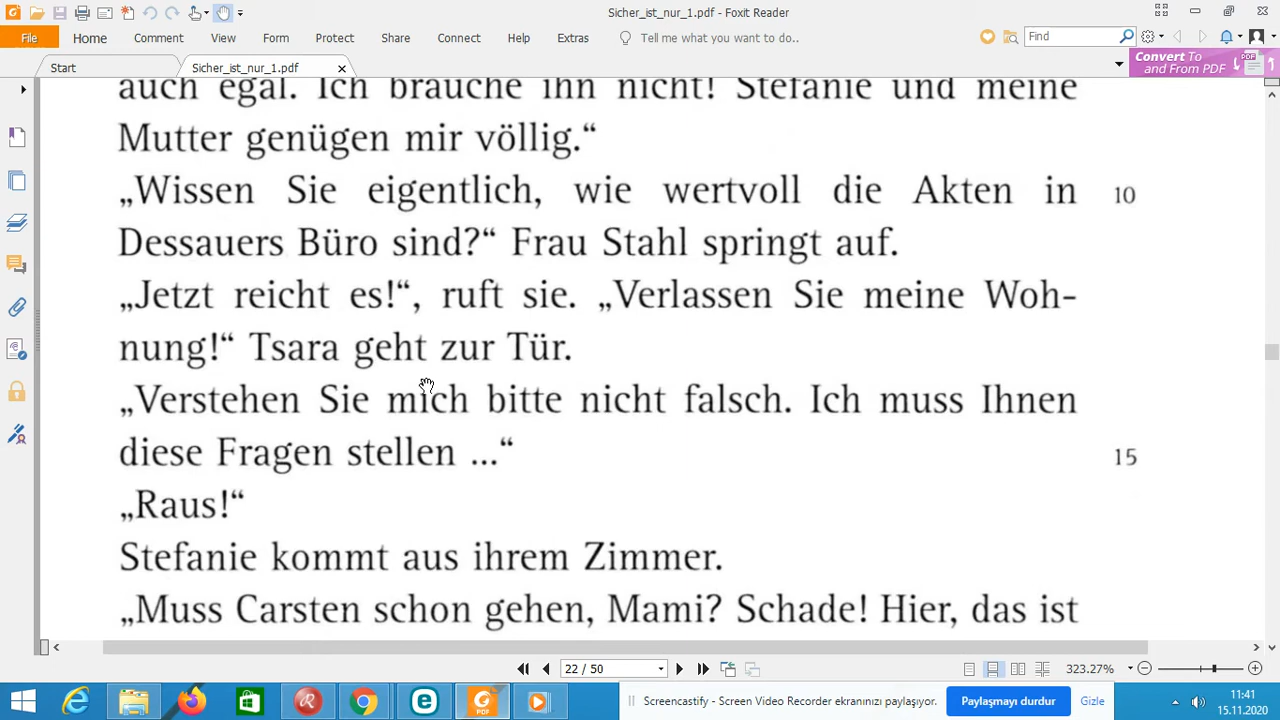 Sicher_ist_nur_1.pdf - Foxit Reader
File Home Comment View Form Protect Share Connect Help Extras Tell me what you want to do.. Find
Start Sicher_ist_nur_1.pdf
Convert To
and From PDF
auch egal. Ich brauche ihn nicht! Stefanie und meine
Mutter genügen mir völlig.“
„Wissen Sie eigentlich, wie wertvoll die Akten in 10
Dessauers Büro sind?“ Frau Stahl springt auf.
„Jetzt reicht es!“, ruft sie. „Verlassen Sie meine Woh-
nung!“ Tsara geht zur Tür.
„Verstehen Sie mich bitte nicht falsch. Ich muss Ihnen
diese Fragen stellen ...“ 15
„Raus!“
Stefanie kommt aus ihrem Zimmer.
„Muss Carsten schon gehen, Mami? Schade! Hier, das ist
22 / 50 323.27%
Screencastify - Screen Video Recorder ekranınızı paylaşıyor. Paylaşmayı durdur Gizle
11:41
15.11.2020